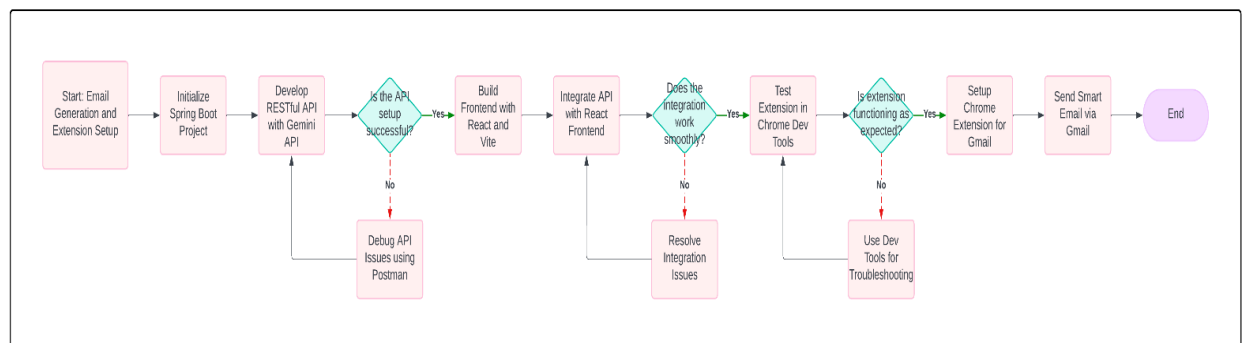 Start: Email
Generation and
Extension Setup
Initialize
Spring Boot
Project
Develop
RESTful API
with Gemini
API
Is the API
setup
successful?
Yes
No
Debug API
Issues using
Postman
Build
Frontend with
React and
Vite
Integrate API
with React
Frontend
Does the
integration
work
smoothly?
Yes
No
Resolve
Integration
Issues
Test
Extension in
Chrome Dev
Tools
Is extension
functioning as
expected?
Yes
No
Use Dev
Tools for
Troubleshooting
Setup
Chrome
Extension for
Gmail
Send Smart
Email via
Gmail
End